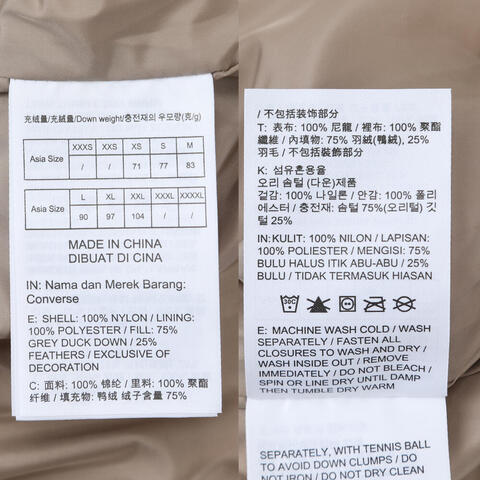 充绒量/充絨量/Down weight/충전재의 우모량(克/g)
Asia Size XXXS XXS XS S M
/ / 71 77 83
Asia Size L XL XXL XXXL XXXXL
90 97 104 / /
MADE IN CHINA
DIBUAT DI CINA
IN: Nama dan Merek Barang:
Converse
E: SHELL: 100% NYLON / LINING:
100% POLYESTER / FILL: 75%
GREY DUCK DOWN / 25%
FEATHERS / EXCLUSIVE OF
DECORATION
C: 面料: 100% 锦纶 / 里料: 100% 聚酯
纤维 / 填充物: 鸭绒 绒子含量 75%
/ 不包括装饰部分
T: 表布: 100% 尼龍 / 裡布: 100% 聚酯
纖維 / 內填物: 75% 羽絨(鴨絨), 25%
羽毛 / 不包括裝飾部分
K: 섬유혼용율
오리 솜털 (다운)제품
겉감: 100% 나일론 / 안감: 100% 폴리
에스터 / 충전재: 솜털 75%(오리털) 깃
털 25%
IN:KULIT: 100% NILON / LAPISAN:
100% POLIESTER / MENGISI: 75%
BULU HALUS ITIK ABU-ABU / 25%
BULU / TIDAK TERMASUK HIASAN
E: MACHINE WASH COLD / WASH
SEPARATELY / FASTEN ALL
CLOSURES TO WASH AND DRY /
WASH INSIDE OUT / REMOVE
IMMEDIATELY / DO NOT BLEACH /
SPIN OR LINE DRY UNTIL DAMP
THEN TUMBLE DRY WARM
SEPARATELY, WITH TENNIS BALL
TO AVOID DOWN CLUMPS / DO
NOT IRON / DO NOT DRY CLEAN